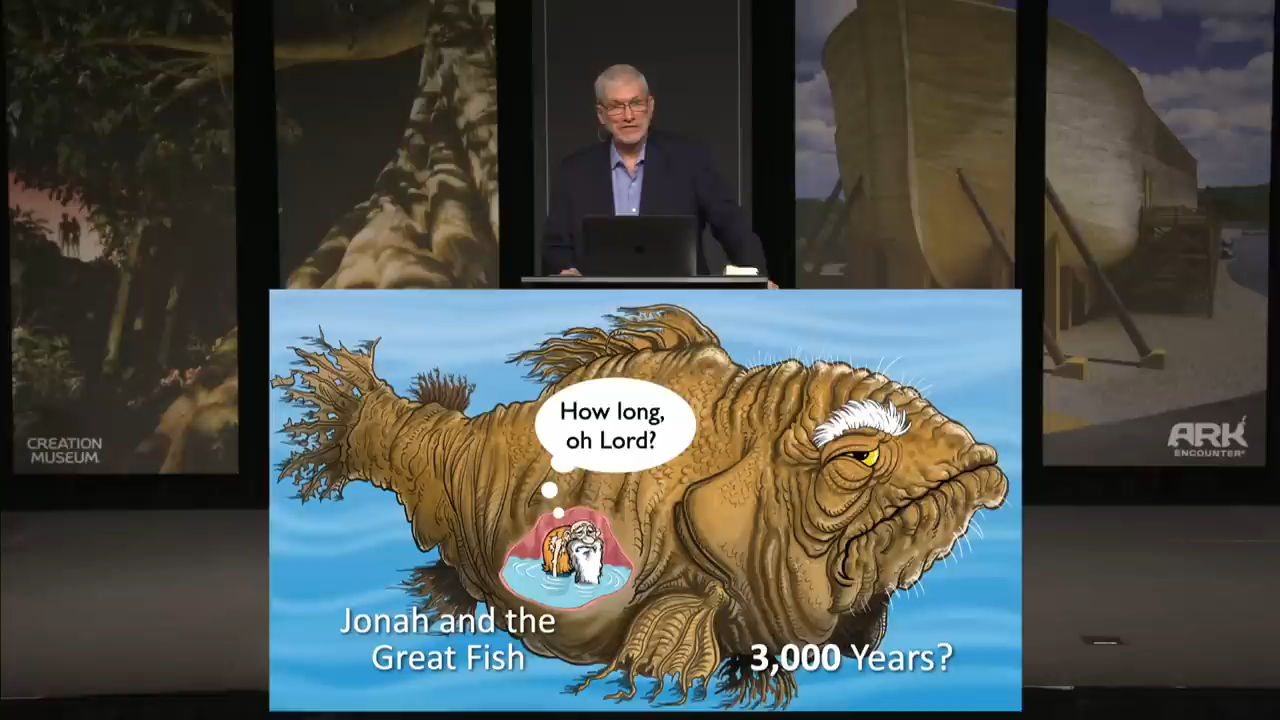 How long,
oh Lord?
Jonah and the
Great Fish
3,000 Years?
CREATION
MUSEUM
ARK
ENCOUNTER